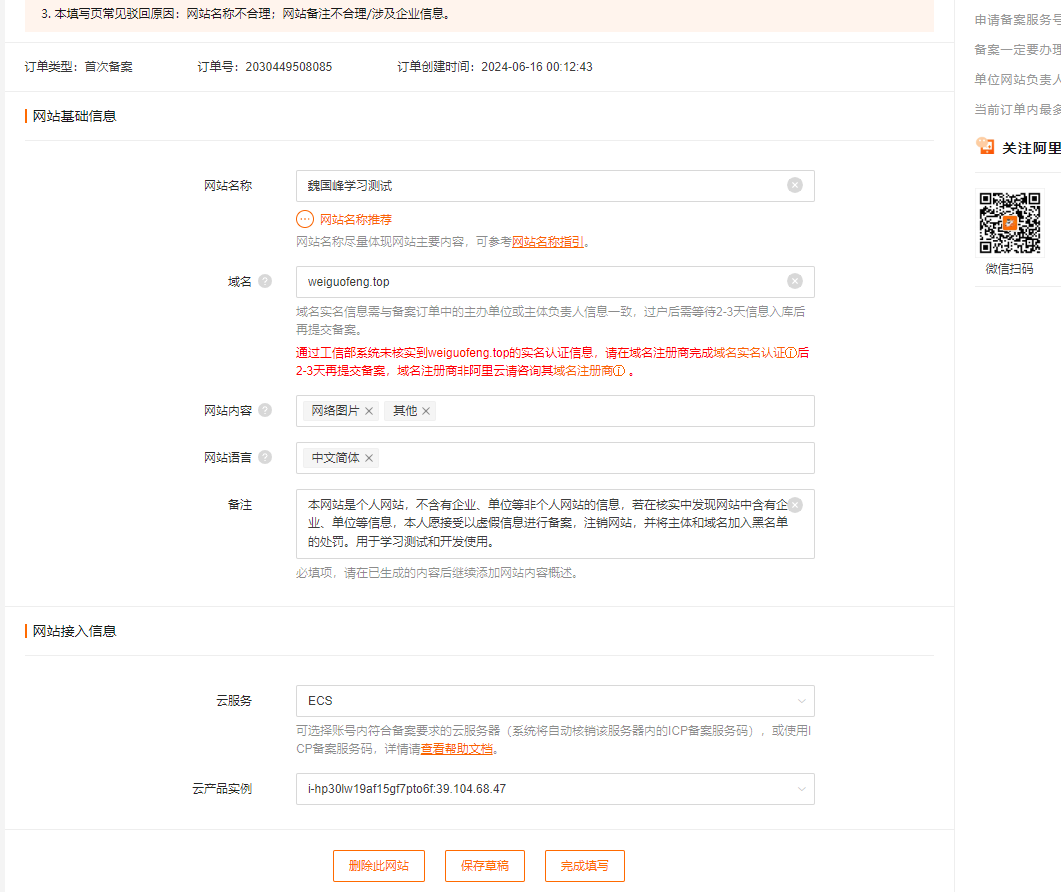 3. 本填写页常见驳回原因：网站名称不合理；网站备注不合理/涉及企业信息。
订单类型：首次备案 订单号：2030449508085 订单创建时间：2024-06-16 00:12:43
网站基础信息
网站名称 魏国峰学习测试
网站名称推荐
网站名称尽量体现网站主要内容，可参考网站名称指引。
域名 weiguofeng.top
域名实名信息需与备案订单中的主办单位或主体负责人信息一致，过户后需等待2-3天信息入库后
再提交备案。
通过工信部系统未核实到weiguofeng.top的实名认证信息，请在域名注册商完成域名实名认证后
2-3天再提交备案，域名注册商非阿里云请咨询其域名注册商 。
网站内容 网络图片 × 其他 ×
网站语言 中文简体 ×
备注 本网站是个人网站，不含有企业、单位等非个人网站的信息，若在核实中发现网站中含有企
业、单位等信息，本人愿接受以虚假信息进行备案，注销网站，并将主体和域名加入黑名单
的处罚。用于学习测试和开发使用。
必填项，请在已生成的内容后继续添加网站内容概述。
网站接入信息
云服务 ECS
可选择账号内符合备案要求的云服务器（系统将自动核销该服务器内的ICP备案服务码），或使用I
CP备案服务码，详情请查看帮助文档。
云产品实例 i-hp30lw19af15gf7pto6f:39.104.68.47
删除此网站 保存草稿 完成填写
申请备案服务号
备案一定要办理
单位网站负责人
当前订单内最多
关注阿里
微信扫码